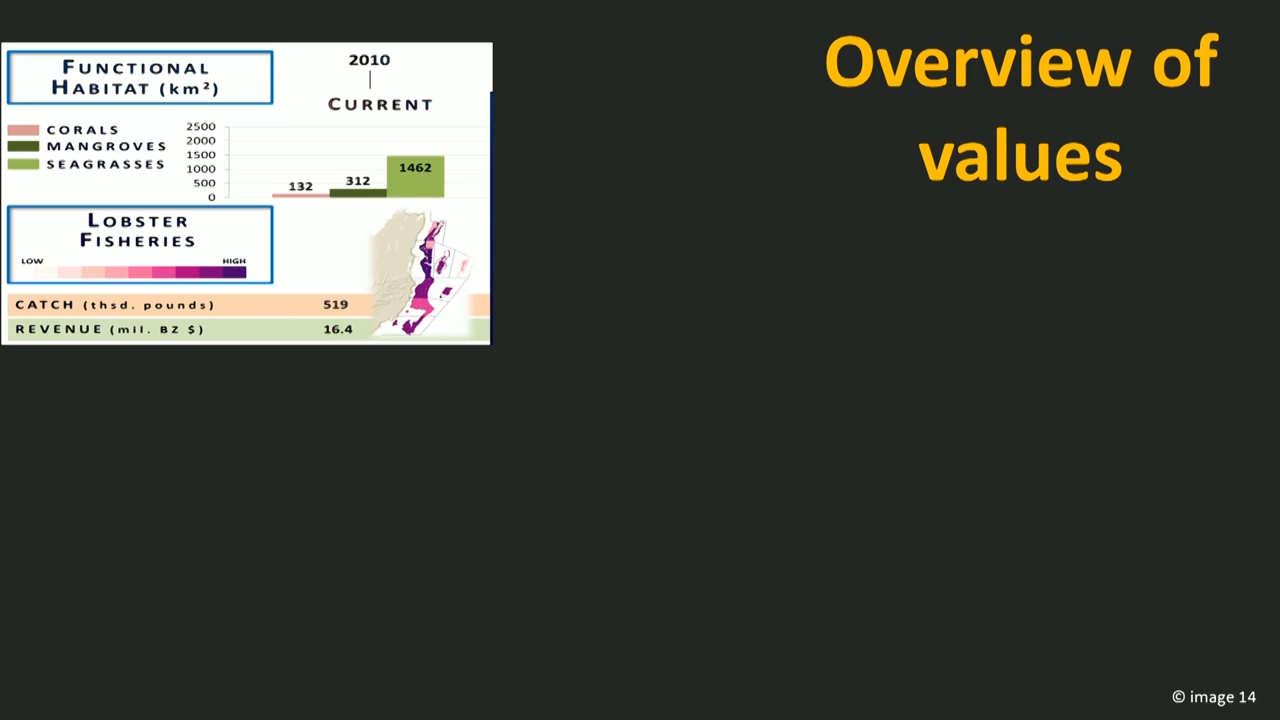 Overview of
values
FUNCTIONAL
HABITAT (km²)
2010
CURRENT
CORALS
MANGROVES
SEAGRASSES
2500
2000
1500
1000
500
0
132
312
1462
LOBSTER
FISHERIES
LOW HIGH
CATCH (thsd. pounds) 519
REVENUE (mil. BZ $) 16.4
© image 14